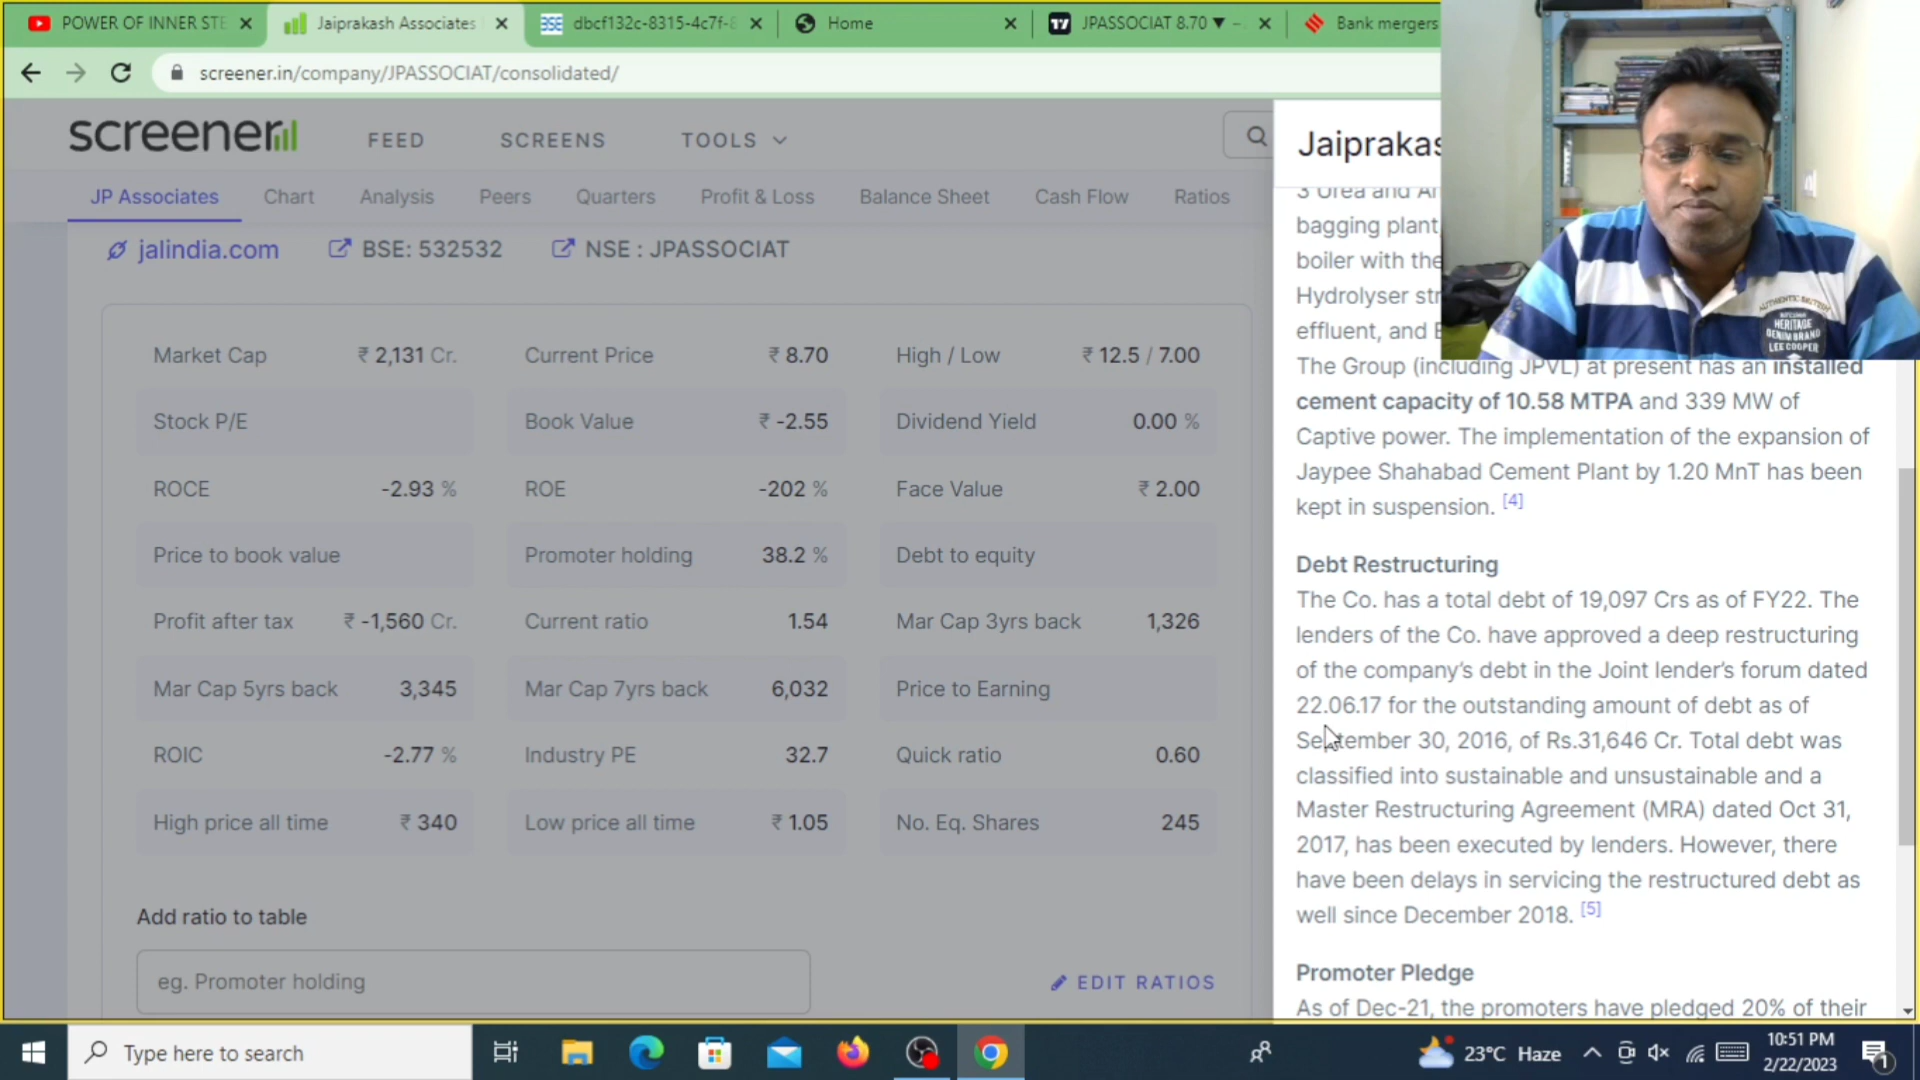 POWER OF INNER STE
Jaiprakash Associates
dbcf132c-8315-4c7f-8
Home
JPASSOCIAT 8.70 ▼ –
Bank mergers
screener.in/company/JPASSOCIAT/consolidated/
screener
FEED
SCREENS
TOOLS
JP Associates
Chart
Analysis
Peers
Quarters
Profit & Loss
Balance Sheet
Cash Flow
Ratios
jalindia.com
BSE: 532532
NSE : JPASSOCIAT
Market Cap ₹ 2,131 Cr.
Current Price ₹ 8.70
High / Low ₹ 12.5 / 7.00
Stock P/E
Book Value ₹ -2.55
Dividend Yield 0.00 %
ROCE -2.93 %
ROE -202 %
Face Value ₹ 2.00
Price to book value
Promoter holding 38.2 %
Debt to equity
Profit after tax ₹ -1,560 Cr.
Current ratio 1.54
Mar Cap 3yrs back 1,326
Mar Cap 5yrs back 3,345
Mar Cap 7yrs back 6,032
Price to Earning
ROIC -2.77 %
Industry PE 32.7
Quick ratio 0.60
High price all time ₹ 340
Low price all time ₹ 1.05
No. Eq. Shares 245
Add ratio to table
eg. Promoter holding
EDIT RATIOS
Jaiprakas
3 Urea and Am
bagging plant,
boiler with the
Hydrolyser str
effluent, and E
The Group (including JPVL) at present has an installed
cement capacity of 10.58 MTPA and 339 MW of
Captive power. The implementation of the expansion of
Jaypee Shahabad Cement Plant by 1.20 MnT has been
kept in suspension. [4]
Debt Restructuring
The Co. has a total debt of 19,097 Crs as of FY22. The
lenders of the Co. have approved a deep restructuring
of the company's debt in the Joint lender's forum dated
22.06.17 for the outstanding amount of debt as of
September 30, 2016, of Rs.31,646 Cr. Total debt was
classified into sustainable and unsustainable and a
Master Restructuring Agreement (MRA) dated Oct 31,
2017, has been executed by lenders. However, there
have been delays in servicing the restructured debt as
well since December 2018. [5]
Promoter Pledge
As of Dec-21, the promoters have pledged 20% of their
HERITAGE
DENIM BRAND
LEE COOPER
Type here to search
23°C Haze
10:51 PM
2/22/2023
1